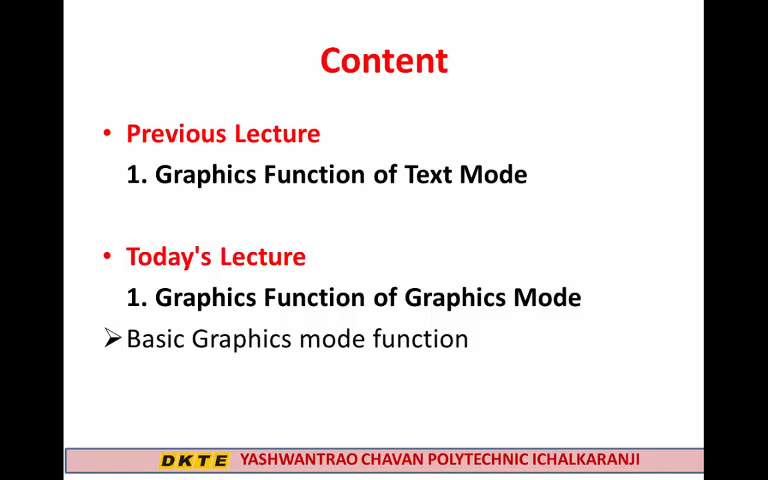 Content
• Previous Lecture
1. Graphics Function of Text Mode
• Today's Lecture
1. Graphics Function of Graphics Mode
➢ Basic Graphics mode function
DKTE YASHWANTRAO CHAVAN POLYTECHNIC ICHALKARANJI